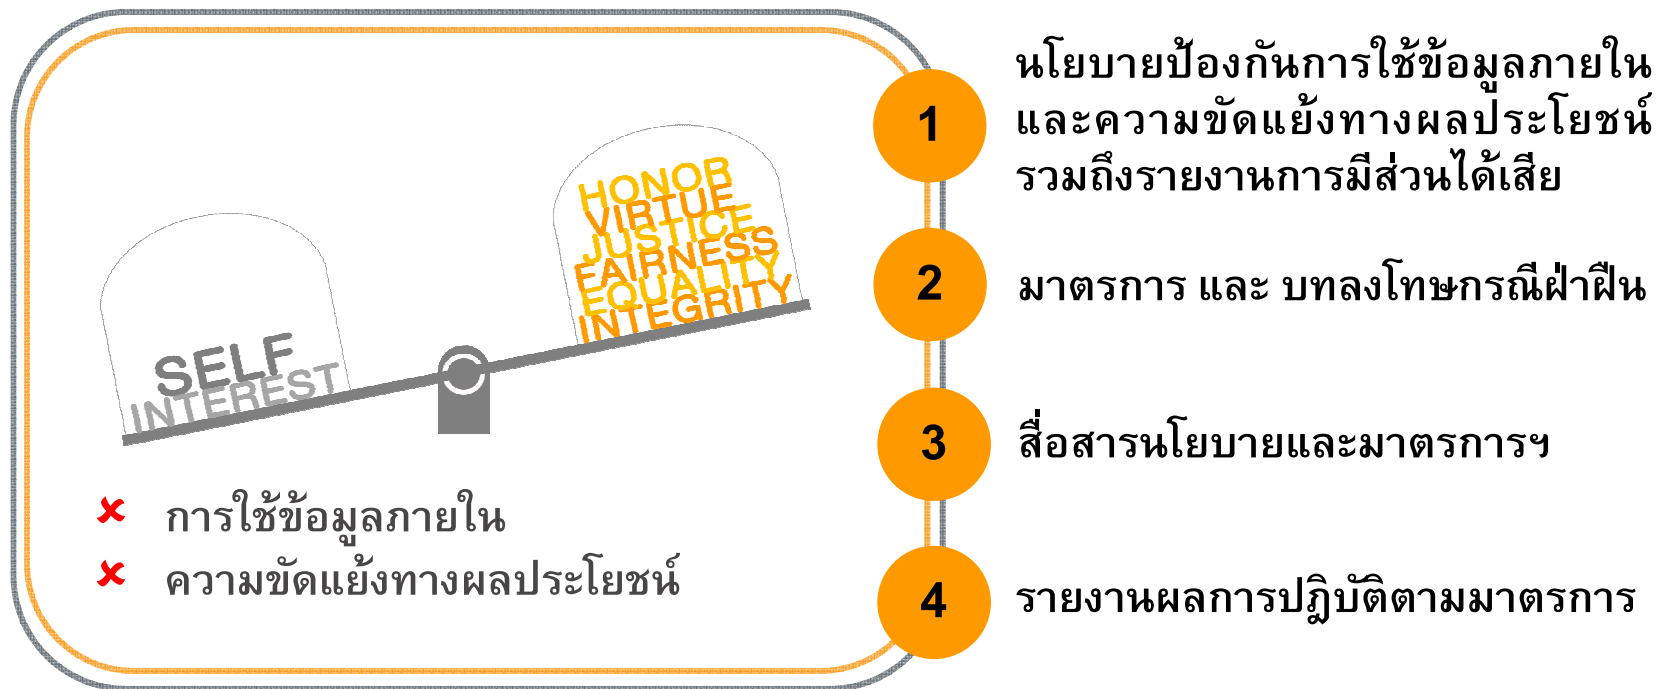 HONOR
VIRTUE
JUSTICE
FAIRNESS
EQUALITY
INTEGRITY
SELF
INTEREST
✘ การใช้ข้อมูลภายใน
✘ ความขัดแย้งทางผลประโยชน์
1
นโยบายป้องกันการใช้ข้อมูลภายใน
และความขัดแย้งทางผลประโยชน์
รวมถึงรายงานการมีส่วนได้เสีย
2
มาตรการ และ บทลงโทษกรณีฝ่าฝืน
3
สื่อสารนโยบายและมาตรการฯ
4
รายงานผลการปฎิบัติตามมาตรการ